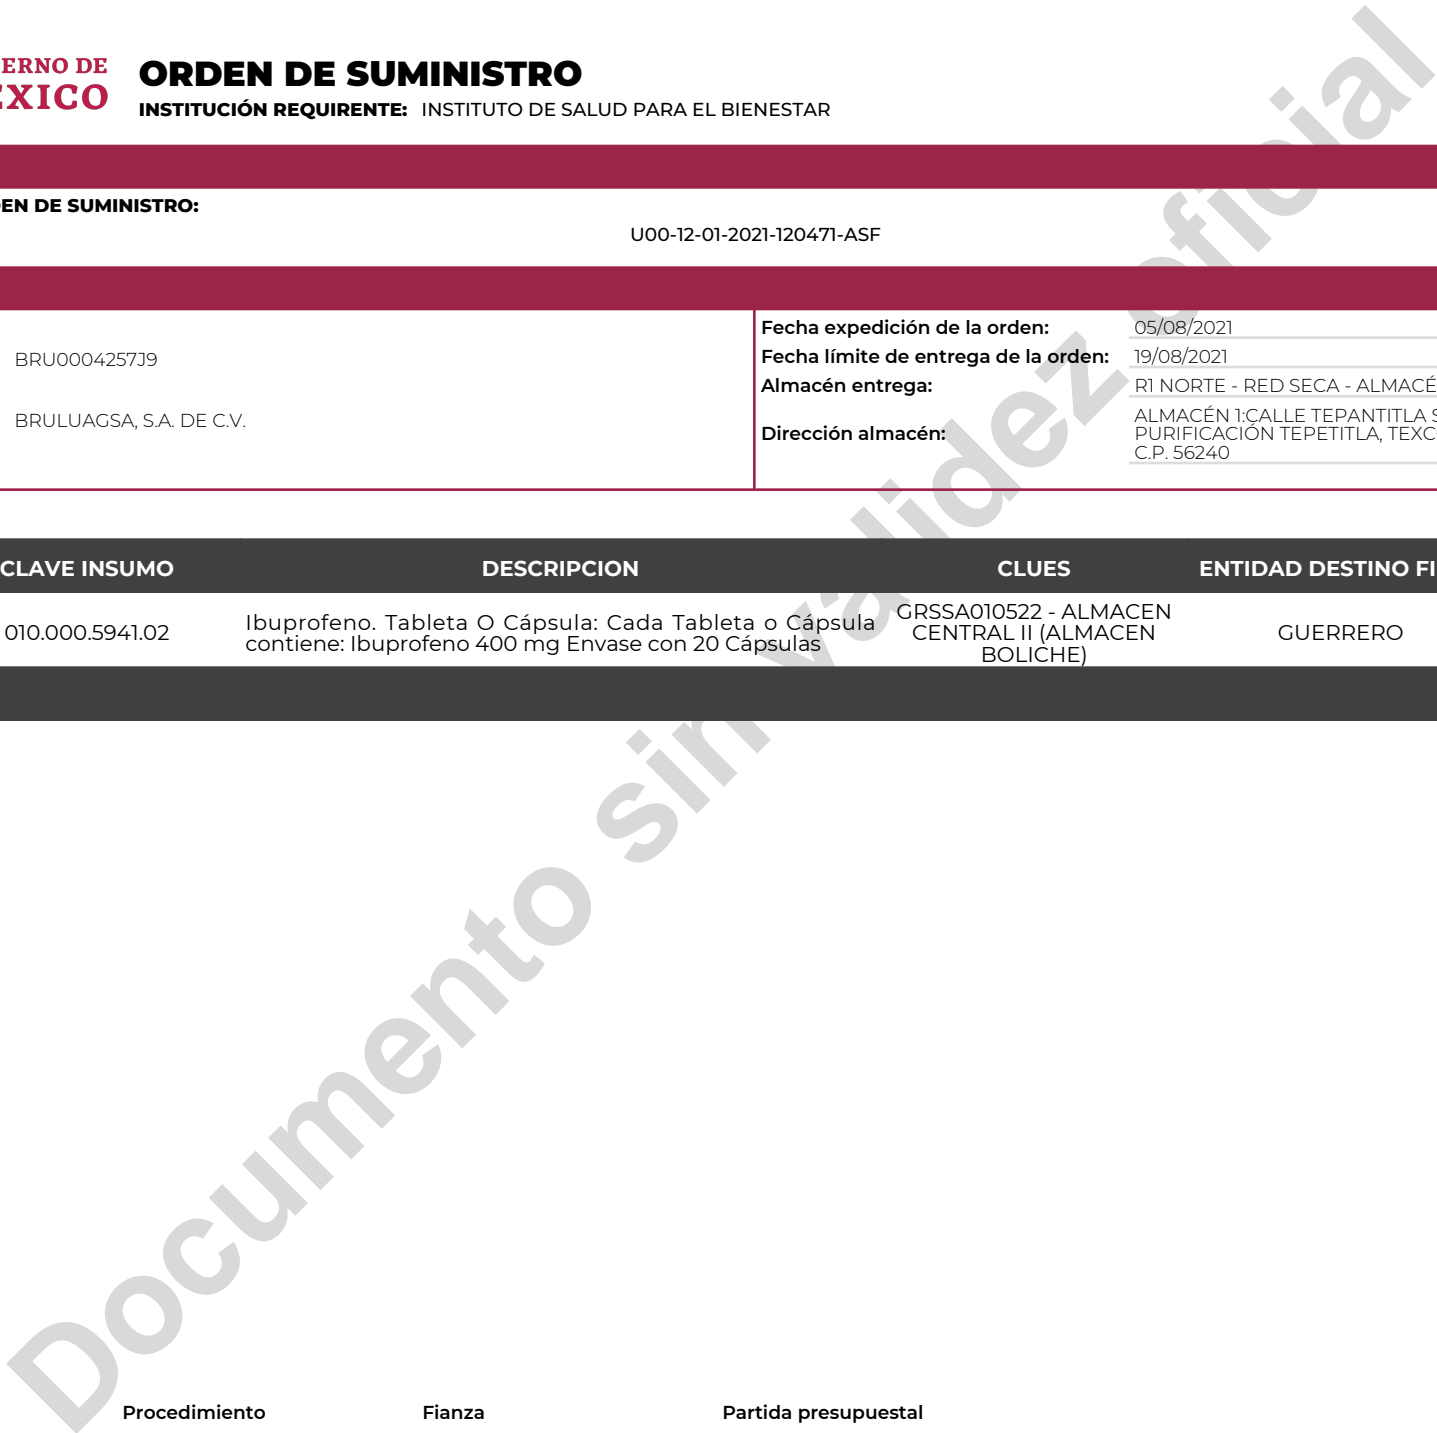 ERNO DE
ÉXICO
ORDEN DE SUMINISTRO
INSTITUCIÓN REQUIRENTE: INSTITUTO DE SALUD PARA EL BIENESTAR
EN DE SUMINISTRO:
U00-12-01-2021-120471-ASF
BRU0004257J9
BRULUAGSA, S.A. DE C.V.
Fecha expedición de la orden: 05/08/2021
Fecha límite de entrega de la orden: 19/08/2021
Almacén entrega: R1 NORTE - RED SECA - ALMACÉ
Dirección almacén:
ALMACÉN 1:CALLE TEPANTITLA S
PURIFICACIÓN TEPETITLA, TEXC
C.P. 56240
CLAVE INSUMO DESCRIPCION CLUES ENTIDAD DESTINO FI
010.000.5941.02
Ibuprofeno. Tableta O Cápsula: Cada Tableta o Cápsula
contiene: Ibuprofeno 400 mg Envase con 20 Cápsulas
GRSSA010522 - ALMACEN
CENTRAL II (ALMACEN
BOLICHE)
GUERRERO
Documento sin validez oficial
Procedimiento Fianza Partida presupuestal